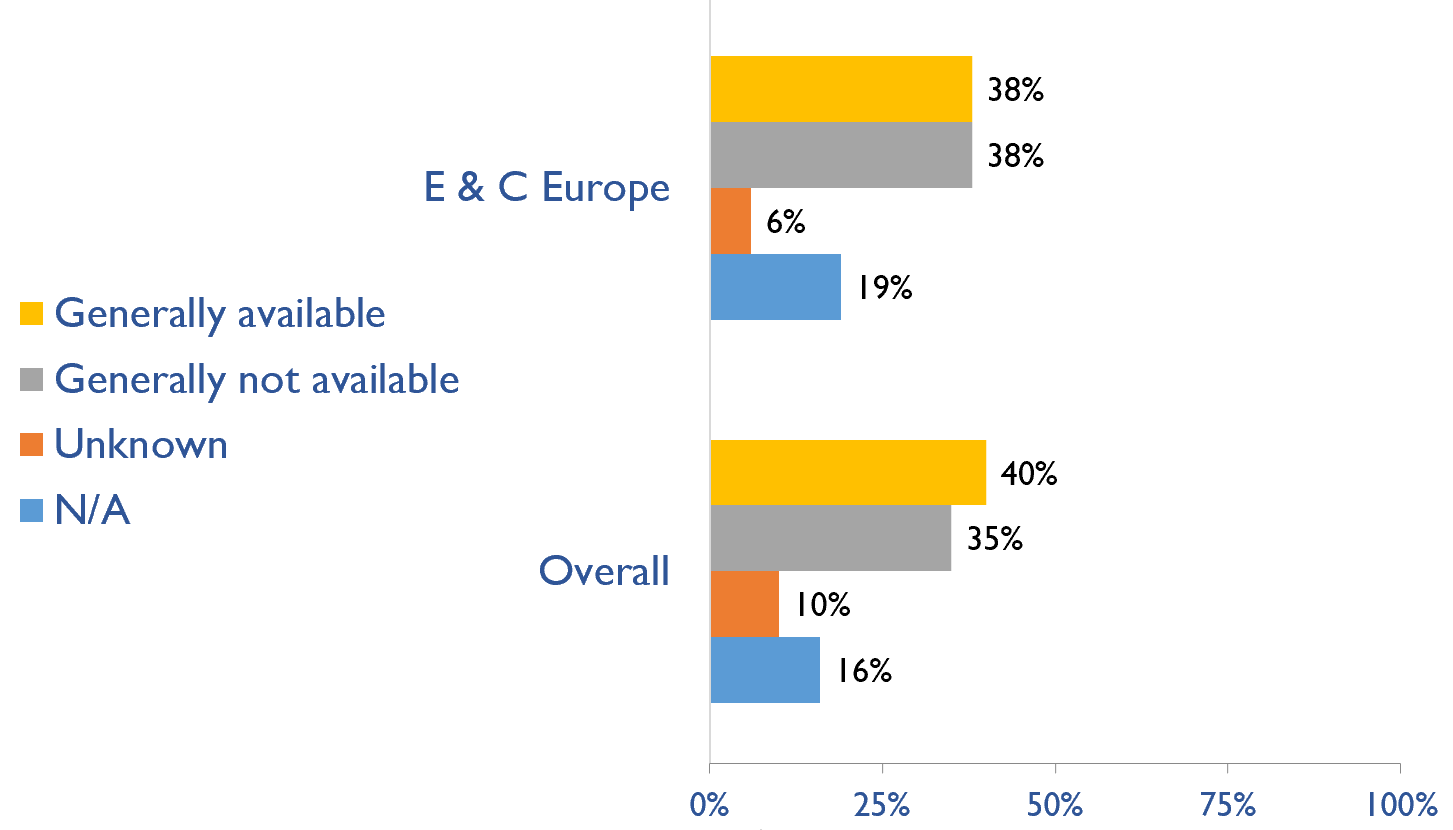 38%
38%
E & C Europe
6%
19%
Generally available
Generally not available
Unknown
N/A
40%
35%
Overall
10%
16%
0% 25% 50% 75% 100%